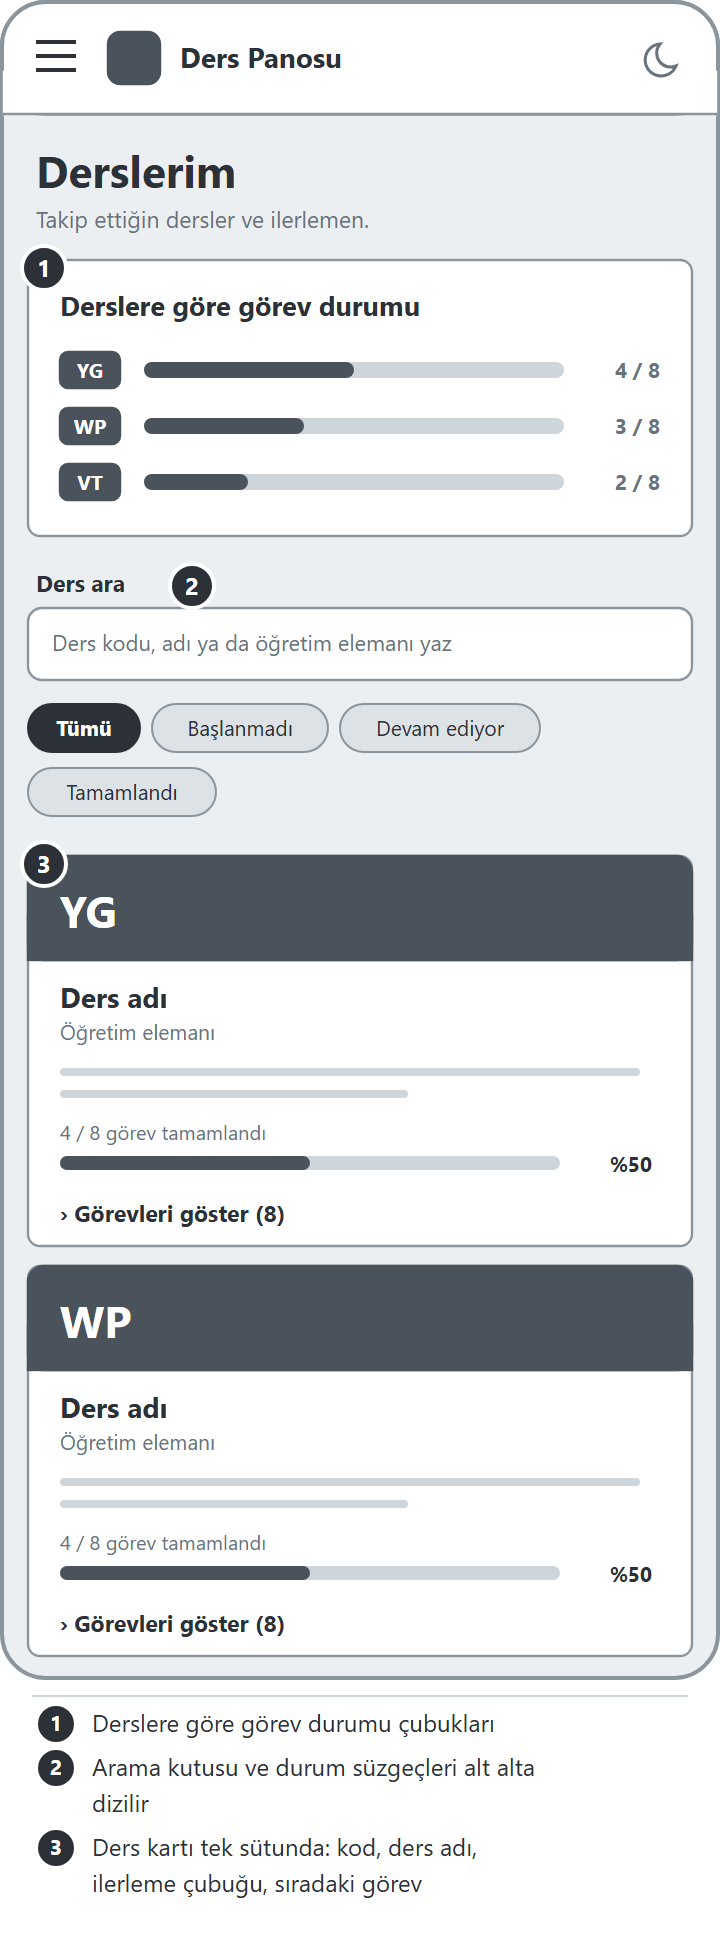 Ders Panosu
Derslerim
Takip ettiğin dersler ve ilerlemen.
1
Derslere göre görev durumu
YG 4 / 8
WP 3 / 8
VT 2 / 8
Ders ara 2
Ders kodu, adı ya da öğretim elemanı yaz
Tümü Başlanmadı Devam ediyor
Tamamlandı
3
YG
Ders adı
Öğretim elemanı
4 / 8 görev tamamlandı
%50
› Görevleri göster (8)
WP
Ders adı
Öğretim elemanı
4 / 8 görev tamamlandı
%50
› Görevleri göster (8)
1 Derslere göre görev durumu çubukları
2 Arama kutusu ve durum süzgeçleri alt alta
dizilir
3 Ders kartı tek sütunda: kod, ders adı,
ilerleme çubuğu, sıradaki görev